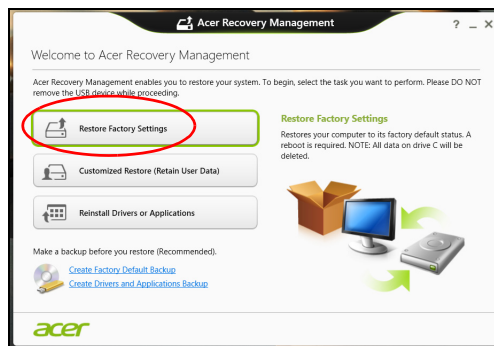 Acer Recovery Management
? _ X
Welcome to Acer Recovery Management
Acer Recovery Management enables you to restore your system. To begin, select the task you want to perform. Please DO NOT
remove the USB device while proceeding.
Restore Factory Settings
Customized Restore (Retain User Data)
Reinstall Drivers or Applications
Restore Factory Settings
Restores your computer to its factory default status. A
reboot is required. NOTE: All data on drive C will be
deleted.
Make a backup before you restore (Recommended).
Create Factory Default Backup
Create Drivers and Applications Backup
acer